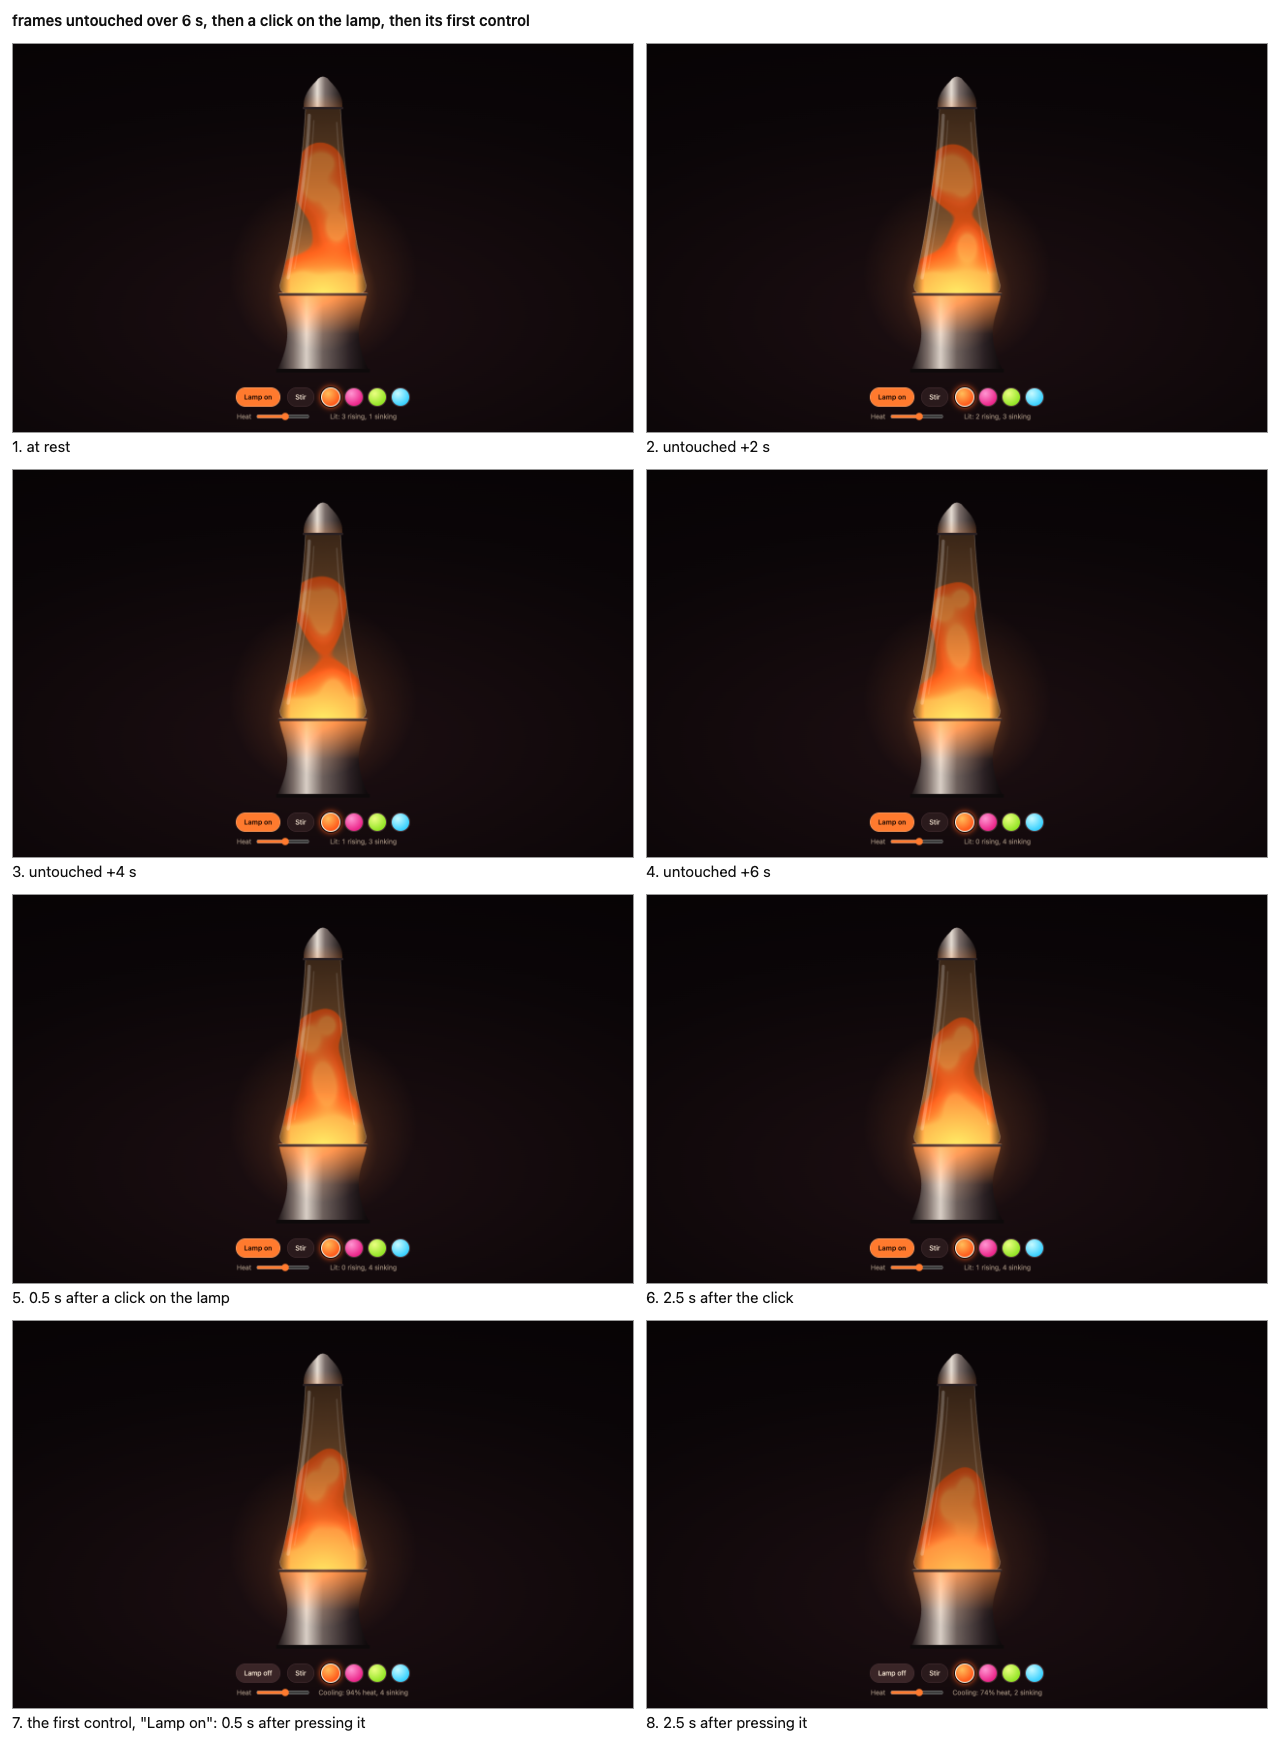 frames untouched over 6 s, then a click on the lamp, then its first control
Lamp on Stir
Heat Lit: 3 rising, 1 sinking
1. at rest
Lamp on Stir
Heat Lit: 2 rising, 3 sinking
2. untouched +2 s
Lamp on Stir
Heat Lit: 1 rising, 3 sinking
3. untouched +4 s
Lamp on Stir
Heat Lit: 0 rising, 4 sinking
4. untouched +6 s
Lamp on Stir
Heat Lit: 0 rising, 4 sinking
5. 0.5 s after a click on the lamp
Lamp on Stir
Heat Lit: 1 rising, 4 sinking
6. 2.5 s after the click
Lamp off Stir
Heat Cooling: 94% heat, 4 sinking
7. the first control, "Lamp on": 0.5 s after pressing it
Lamp off Stir
Heat Cooling: 74% heat, 2 sinking
8. 2.5 s after pressing it